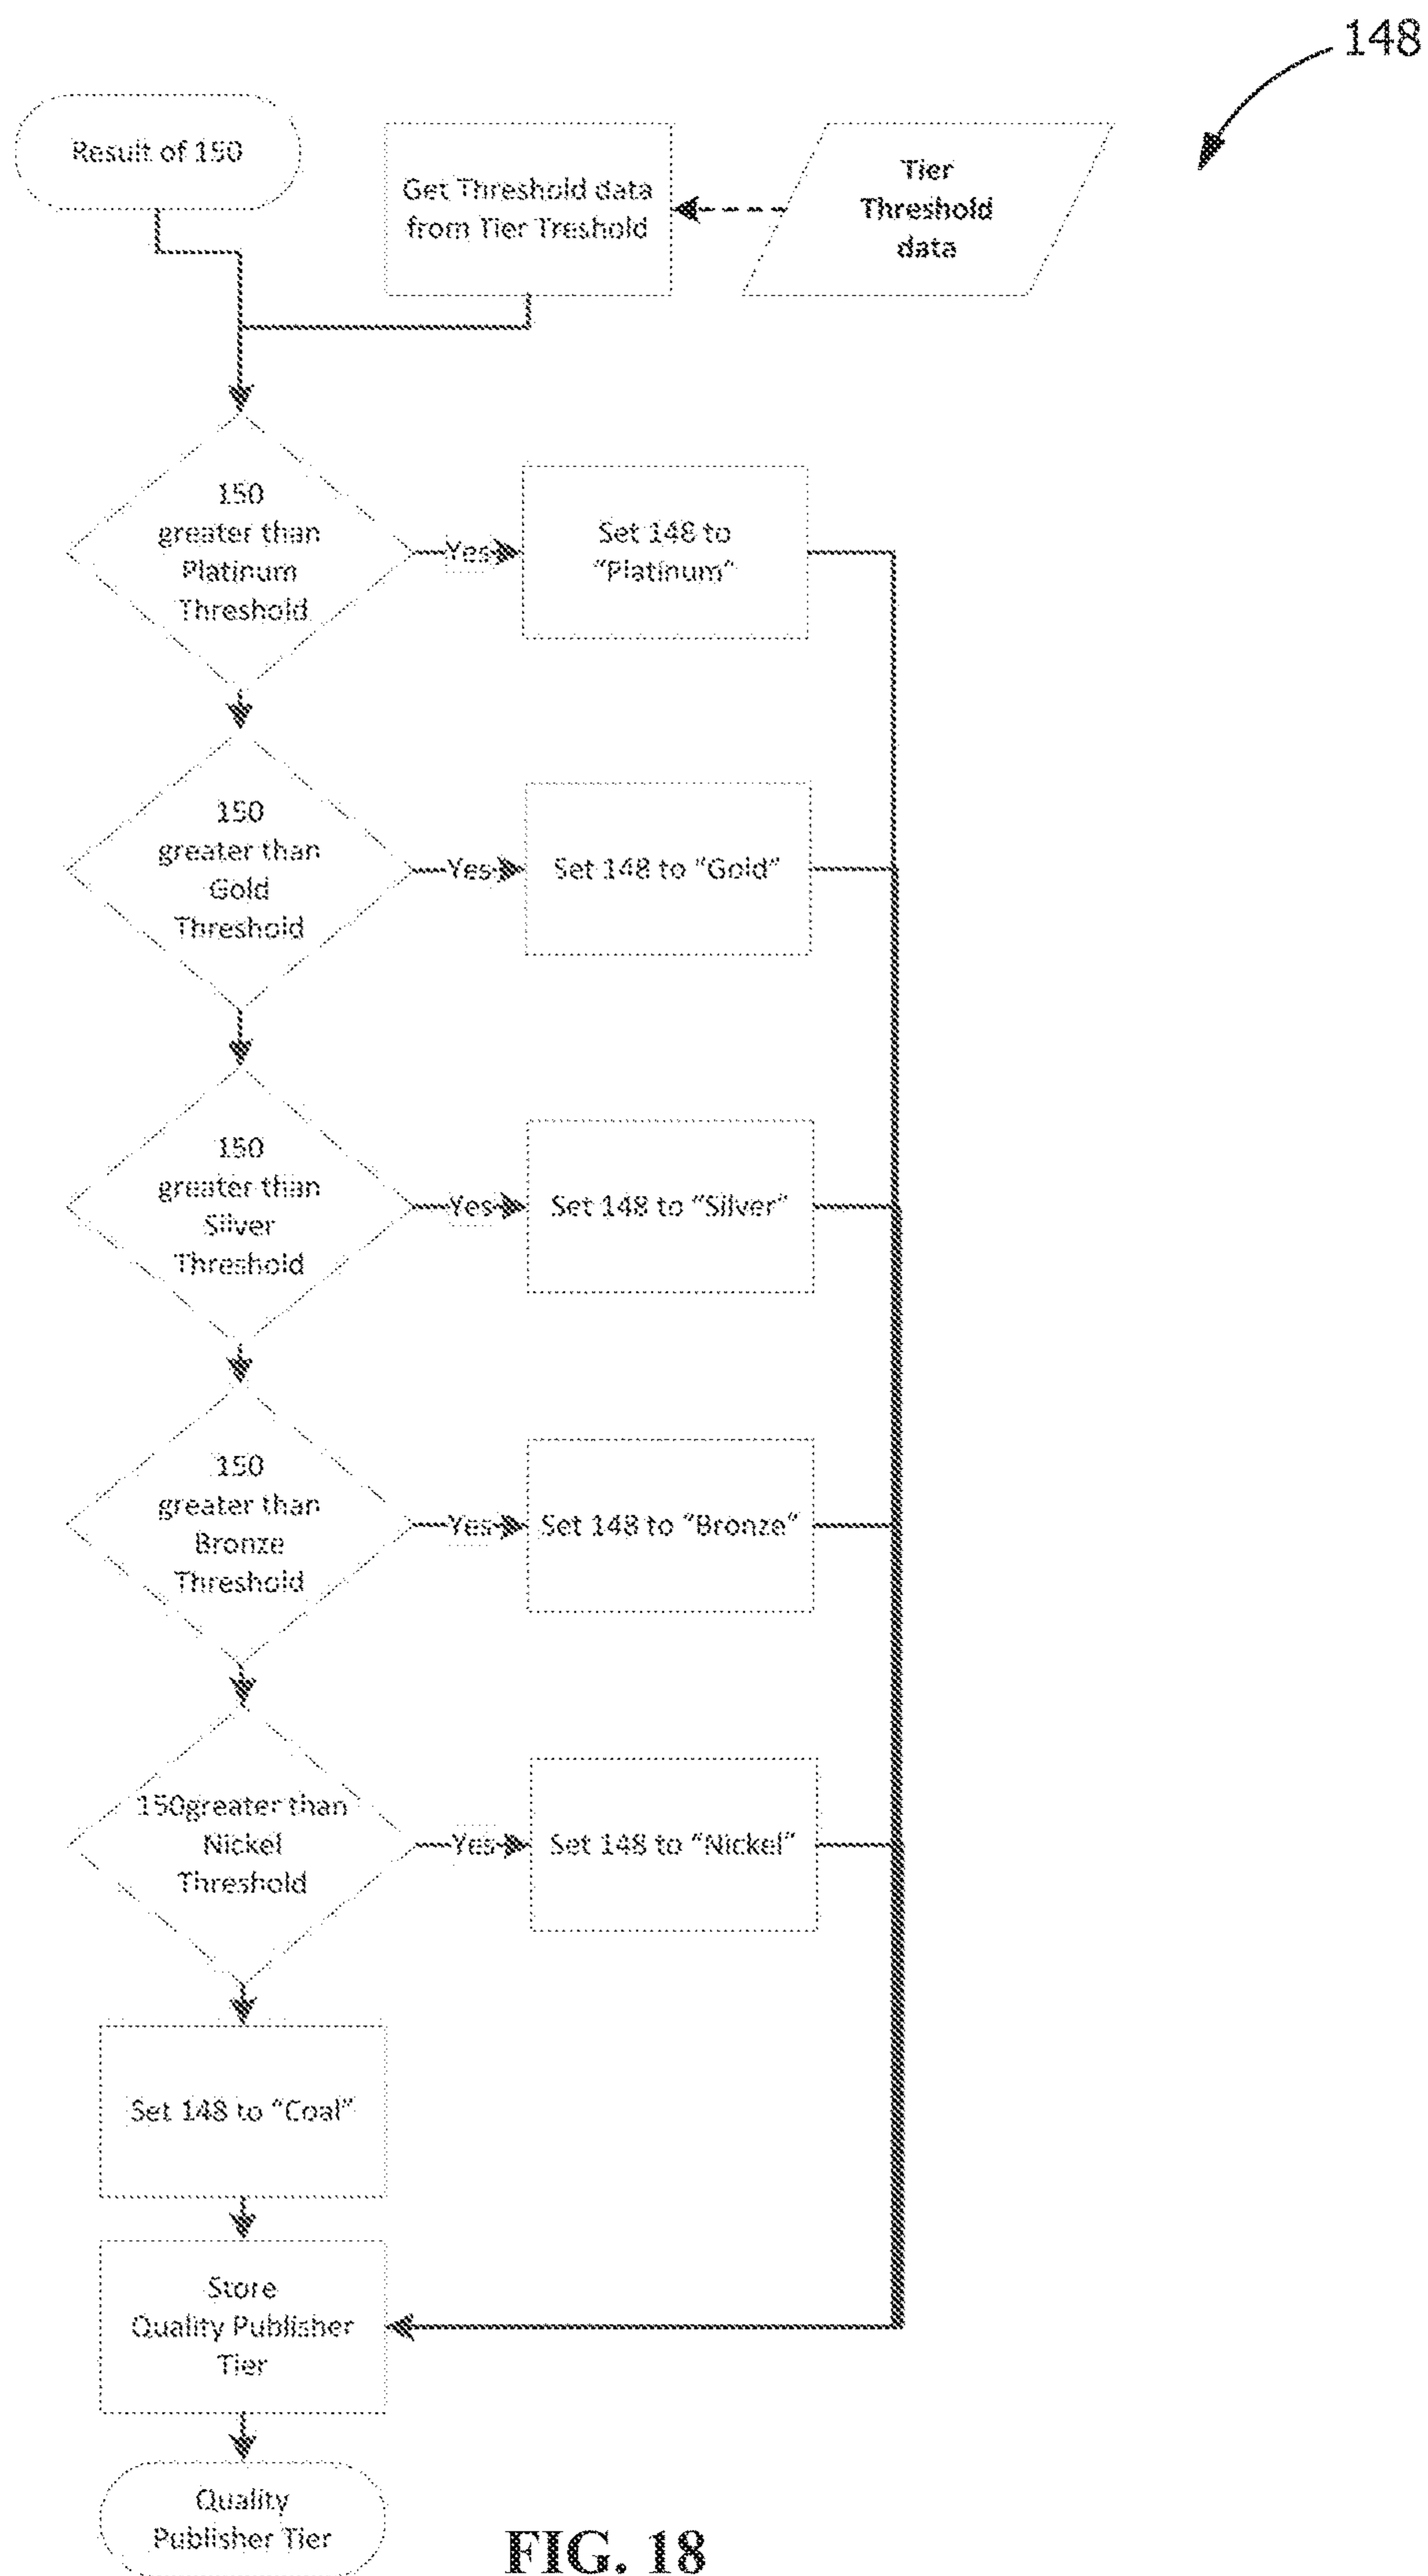 148
Result of 150
Get Threshold data
from Tier Treshold
Tier
Threshold
data
150
greater than
Platinum
Threshold
Yes
Set 148 to
“Platinum”
150
greater than
Gold
Threshold
Yes
Set 148 to “Gold”
150
greater than
Silver
Threshold
Yes
Set 148 to “Silver”
150
greater than
Bronze
Threshold
Yes
Set 148 to “Bronze”
150greater than
Nickel
Threshold
Yes
Set 148 to “Nickel”
Set 148 to “Coal”
Store
Quality Publisher
Tier
Quality
Publisher Tier
FIG. 18